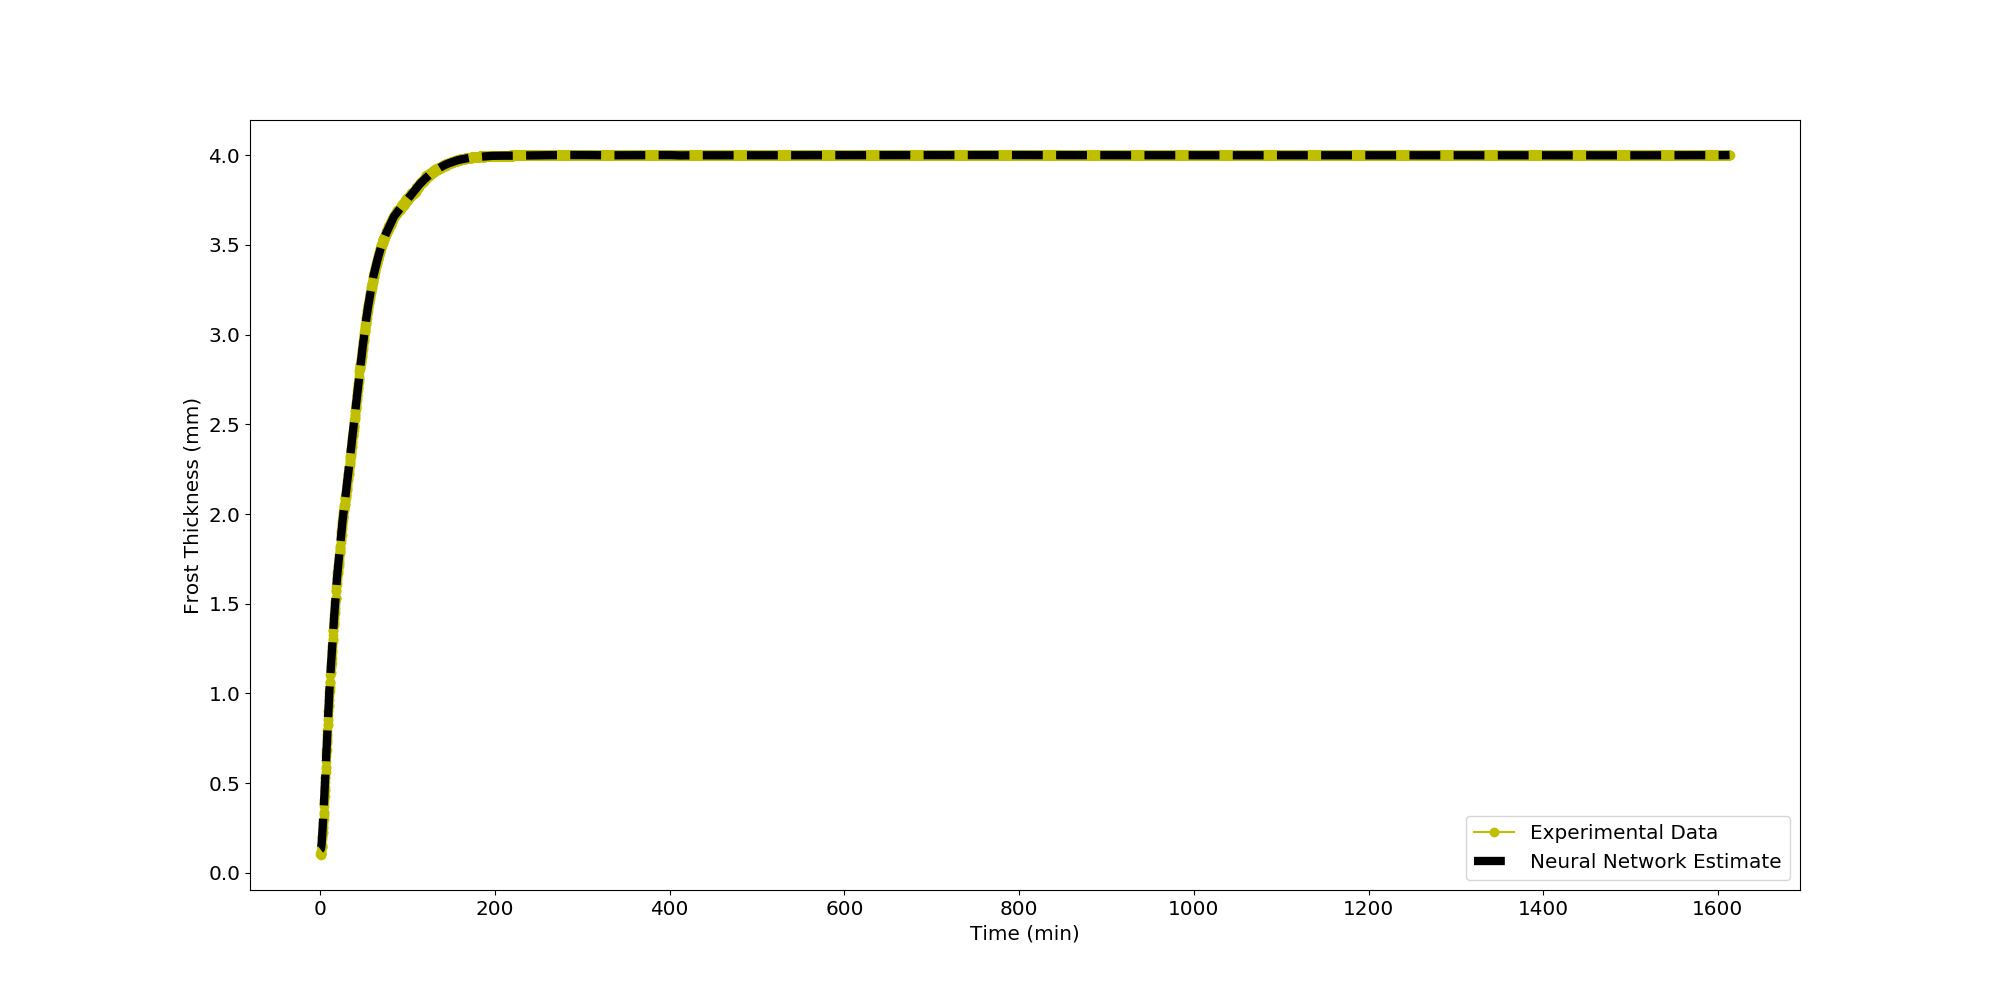 4.0
3.5
3.0
2.5
2.0
1.5
1.0
0.5
0.0
Frost Thickness (mm)
Experimental Data
Neural Network Estimate
0 200 400 600 800 1000 1200 1400 1600
Time (min)